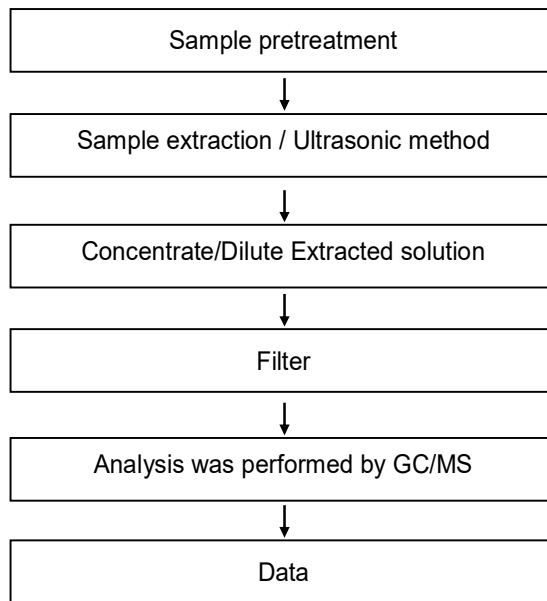 Sample pretreatment
Sample extraction / Ultrasonic method
Concentrate/Dilute Extracted solution
Filter
Analysis was performed by GC/MS
Data